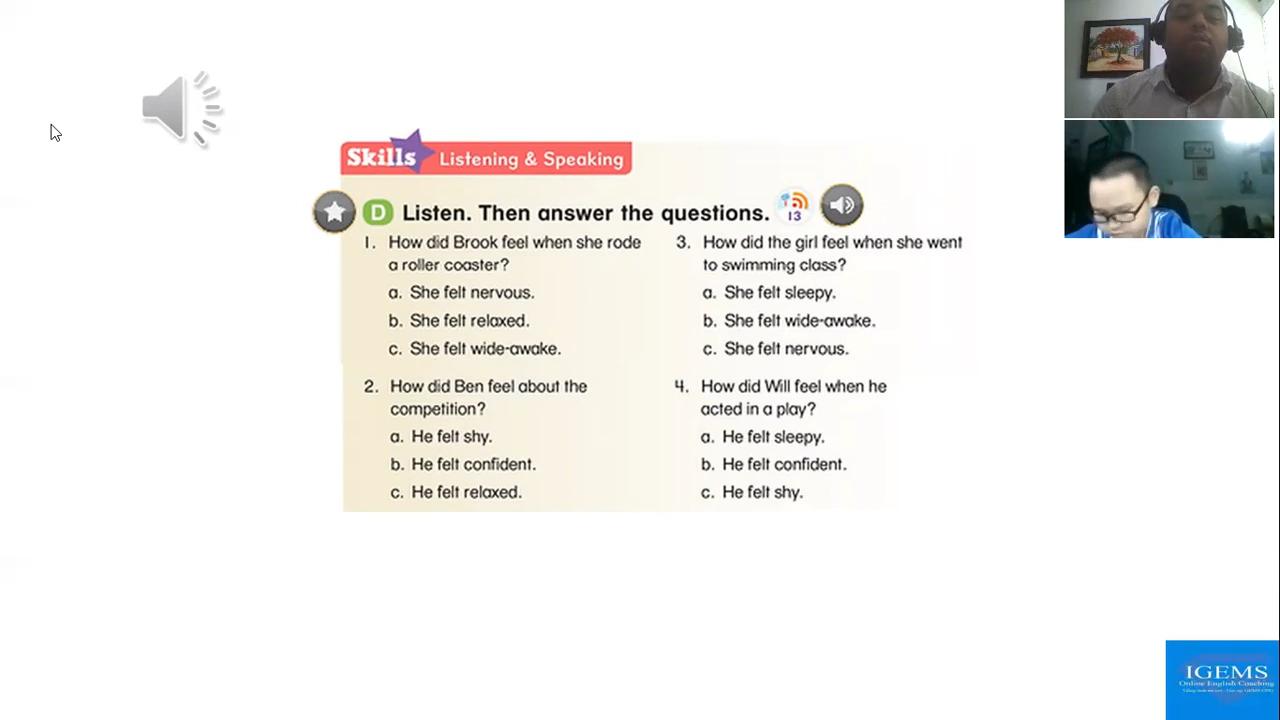 Skills Listening & Speaking
D Listen. Then answer the questions. 13
1. How did Brook feel when she rode
a roller coaster?
a. She felt nervous.
b. She felt relaxed.
c. She felt wide-awake.
2. How did Ben feel about the
competition?
a. He felt shy.
b. He felt confident.
c. He felt relaxed.
3. How did the girl feel when she went
to swimming class?
a. She felt sleepy.
b. She felt wide-awake.
c. She felt nervous.
4. How did Will feel when he
acted in a play?
a. He felt sleepy.
b. He felt confident.
c. He felt shy.
IGEMS
Online English Coaching